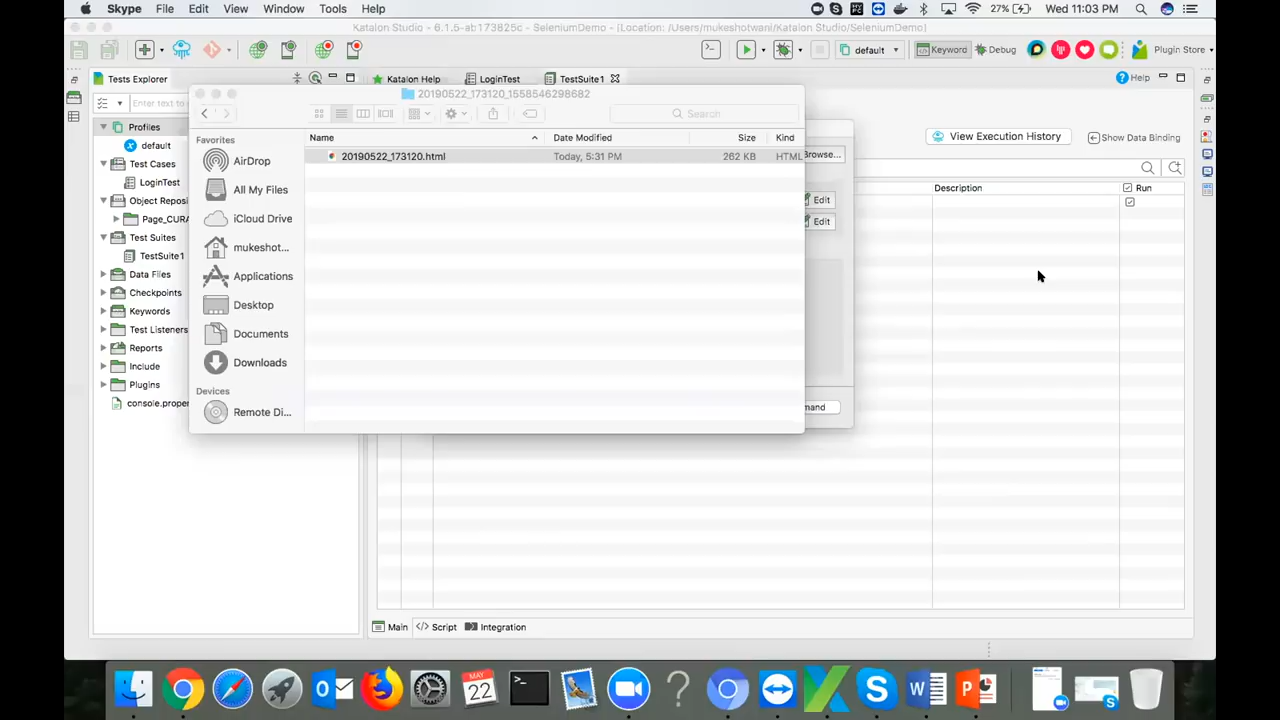 Skype File Edit View Window Tools Help 27% Wed 11:03 PM
Katalon Studio - 6.1.5-ab173825c - SeleniumDemo - [Location: /Users/mukeshotwani/Katalon Studio/SeleniumDemo]
default Keyword Debug Plugin Store
Tests Explorer Katalon Help LoginTest TestSuite1 Help
20190522_173120_1558546298682
Enter text to
Search
Profiles
default
Test Cases
LoginTest
Object Reposi
Page_CURA
Test Suites
TestSuite1
Data Files
Checkpoints
Keywords
Test Listeners
Reports
Include
Plugins
console.proper
Favorites
AirDrop
All My Files
iCloud Drive
mukeshot...
Applications
Desktop
Documents
Downloads
Devices
Remote Di...
Name Date Modified Size Kind
20190522_173120.html Today, 5:31 PM 262 KB HTML
Browse...
Edit
Edit
mand
View Execution History Show Data Binding
Description Run
Main Script Integration
MAY
22